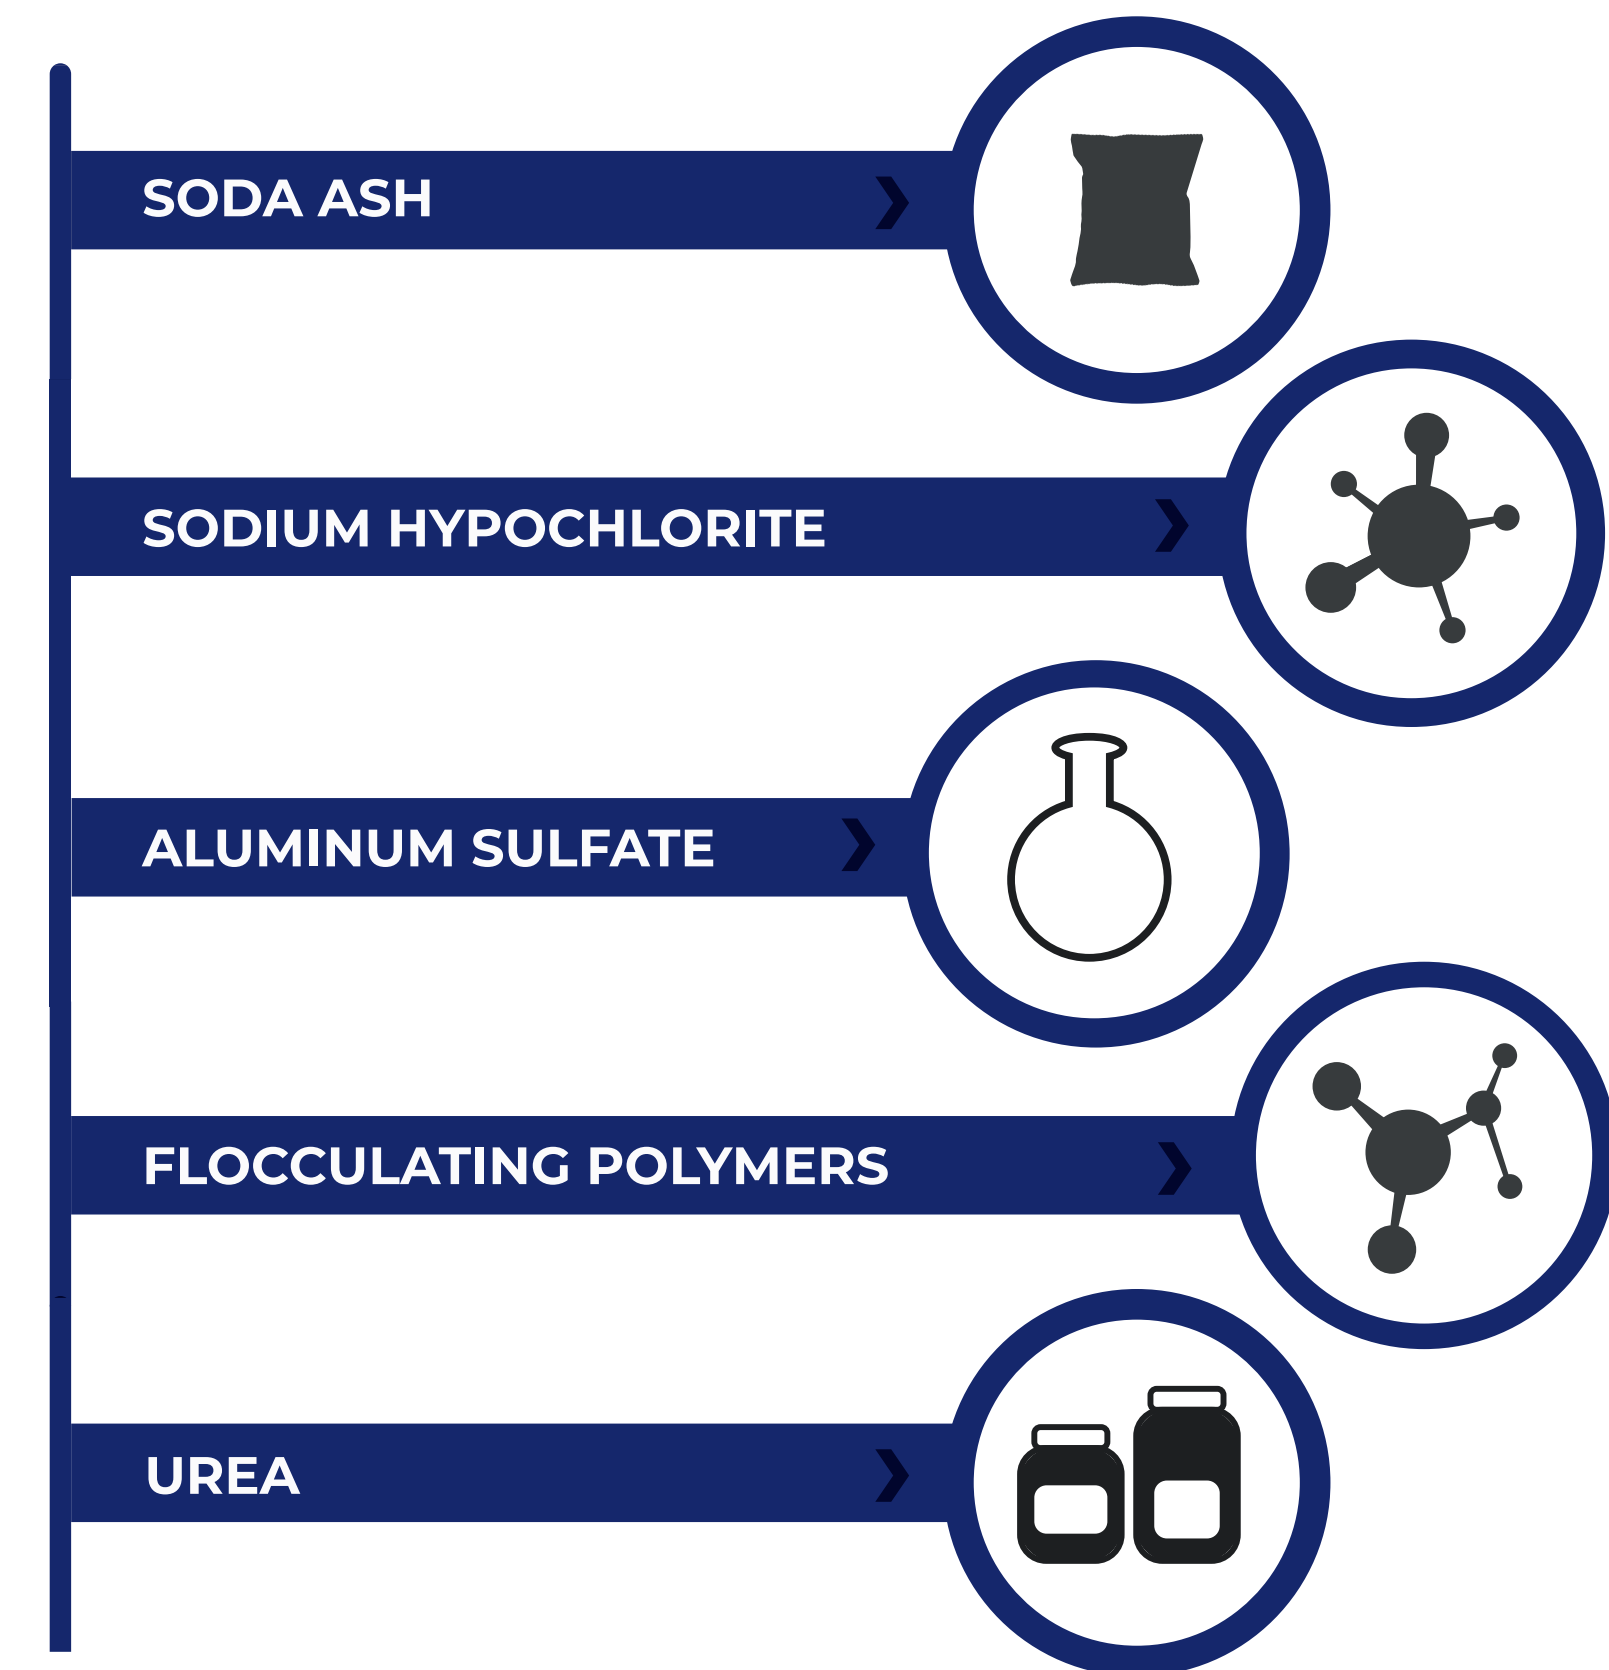 SODA ASH
SODIUM HYPOCHLORITE
ALUMINUM SULFATE
FLOCCULATING POLYMERS
UREA